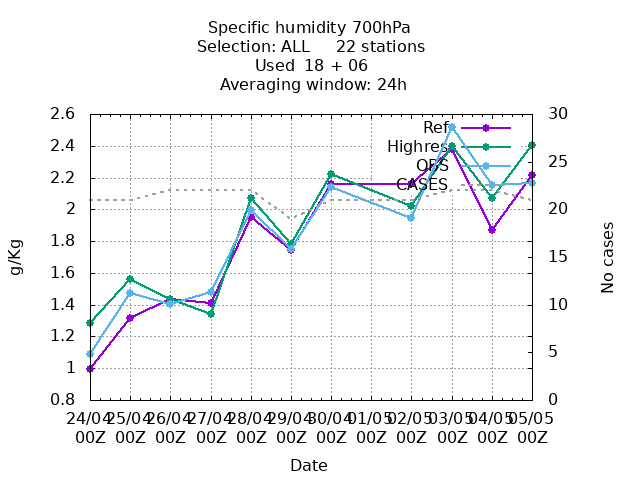 Specific humidity 700hPa
Selection: ALL 22 stations
Used 18 + 06
Averaging window: 24h
2.6
2.4
2.2
2
1.8
1.6
1.4
1.2
1
0.8
g/Kg
Ref
Highres
OBS
CASES
30
25
20
15
10
5
0
No cases
24/04 25/04 26/04 27/04 28/04 29/04 30/04 01/05 02/05 03/05 04/05 05/05
00Z 00Z 00Z 00Z 00Z 00Z 00Z 00Z 00Z 00Z 00Z 00Z
Date